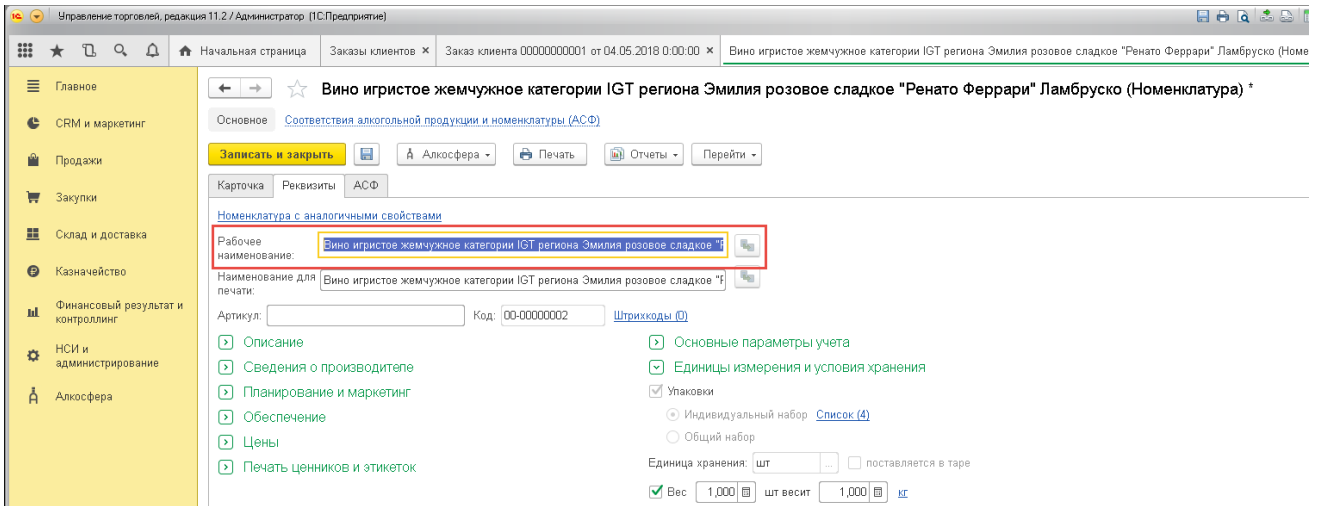 Управление торговлей, редакция 11.2 / Администратор (1С:Предприятие)
Начальная страница
Заказы клиентов ×
Заказ клиента 00000000001 от 04.05.2018 0:00:00 ×
Вино игристое жемчужное категории IGT региона Эмилия розовое сладкое "Ренато Феррари" Ламбруско (Номе
Главное
CRM и маркетинг
Продажи
Закупки
Склад и доставка
Казначейство
Финансовый результат и
контроллинг
НСИ и
администрирование
Алкосфера
Вино игристое жемчужное категории IGT региона Эмилия розовое сладкое "Ренато Феррари" Ламбруско (Номенклатура) *
Основное
Соответствия алкогольной продукции и номенклатуры (АСФ)
Записать и закрыть
Алкосфера
Печать
Отчеты
Перейти
Карточка
Реквизиты
АСФ
Номенклатура с аналогичными свойствами
Рабочее
наименование:
Вино игристое жемчужное категории IGT региона Эмилия розовое сладкое "Р
Наименование для
печати:
Вино игристое жемчужное категории IGT региона Эмилия розовое сладкое "Р
Артикул:
Код: 00-00000002
Штрихкоды (0)
Описание
Сведения о производителе
Планирование и маркетинг
Обеспечение
Цены
Печать ценников и этикеток
Основные параметры учета
Единицы измерения и условия хранения
Упаковки
Индивидуальный набор Список (4)
Общий набор
Единица хранения: шт ... поставляется в таре
Вес 1,000 шт весит 1,000 кг